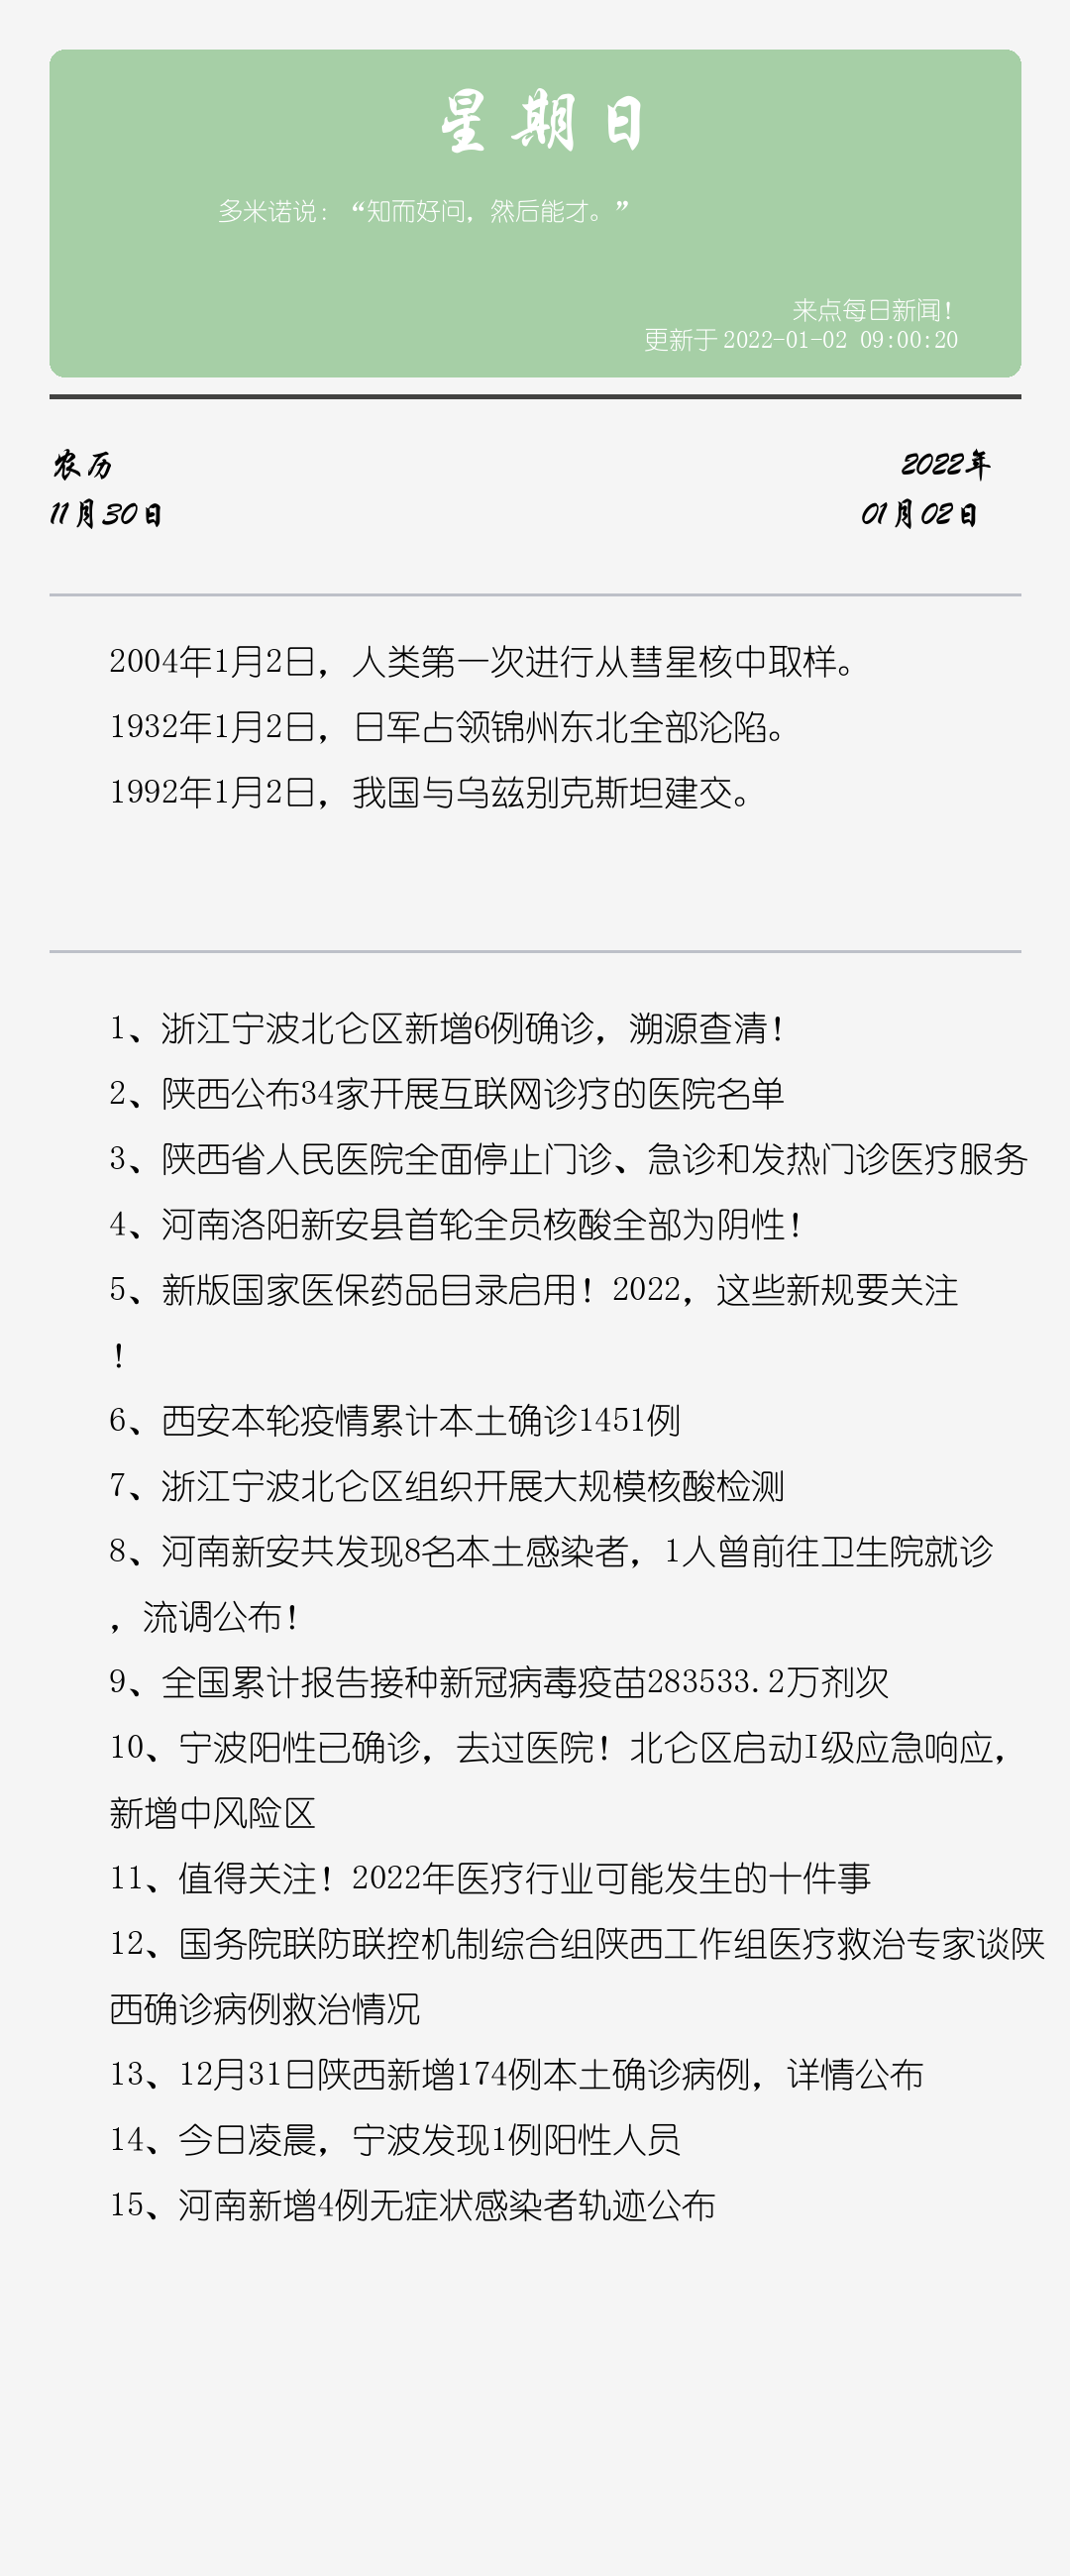 星期日
多米诺说：“知而好问，然后能才。”
来点每日新闻！
更新于 2022-01-02 09:00:20
农历
2022年
11月30日
01月02日
2004年1月2日，人类第一次进行从彗星核中取样。
1932年1月2日，日军占领锦州东北全部沦陷。
1992年1月2日，我国与乌兹别克斯坦建交。
1、浙江宁波北仑区新增6例确诊，溯源查清！
2、陕西公布34家开展互联网诊疗的医院名单
3、陕西省人民医院全面停止门诊、急诊和发热门诊医疗服务
4、河南洛阳新安县首轮全员核酸全部为阴性！
5、新版国家医保药品目录启用！2022，这些新规要关注
！
6、西安本轮疫情累计本土确诊1451例
7、浙江宁波北仑区组织开展大规模核酸检测
8、河南新安共发现8名本土感染者，1人曾前往卫生院就诊
，流调公布！
9、全国累计报告接种新冠病毒疫苗283533.2万剂次
10、宁波阳性已确诊，去过医院！北仑区启动I级应急响应，
新增中风险区
11、值得关注！2022年医疗行业可能发生的十件事
12、国务院联防联控机制综合组陕西工作组医疗救治专家谈陕
西确诊病例救治情况
13、12月31日陕西新增174例本土确诊病例，详情公布
14、今日凌晨，宁波发现1例阳性人员
15、河南新增4例无症状感染者轨迹公布